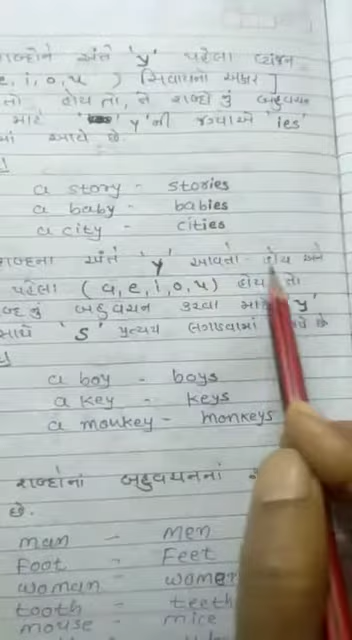 શબ્દોને અંતે 'y' પહેલા વ્યંજન
e, i, o, u ) સિવાયનો અક્ષર ]
તો હોય તો, તે શબ્દોનું બહુવચન
માટે 'y' ની જગ્યાએ 'ies'
માં આવે છે.
a story - stories
a baby - babies
a city - cities
શબ્દના અંતે 'y' આવતો હોય અને
પહેલા (a, e, i, o, u) હોય તો
નું બહુવચન કરવા 'y'
સાથે 'S' પ્રત્યય લગાડવામાં છે
a boy - boys
a key - keys
a monkey - monkeys
શબ્દોનાં બહુવચનનાં
છે.
man - men
Foot - Feet
woman - women
tooth - teeth
mouse - mice